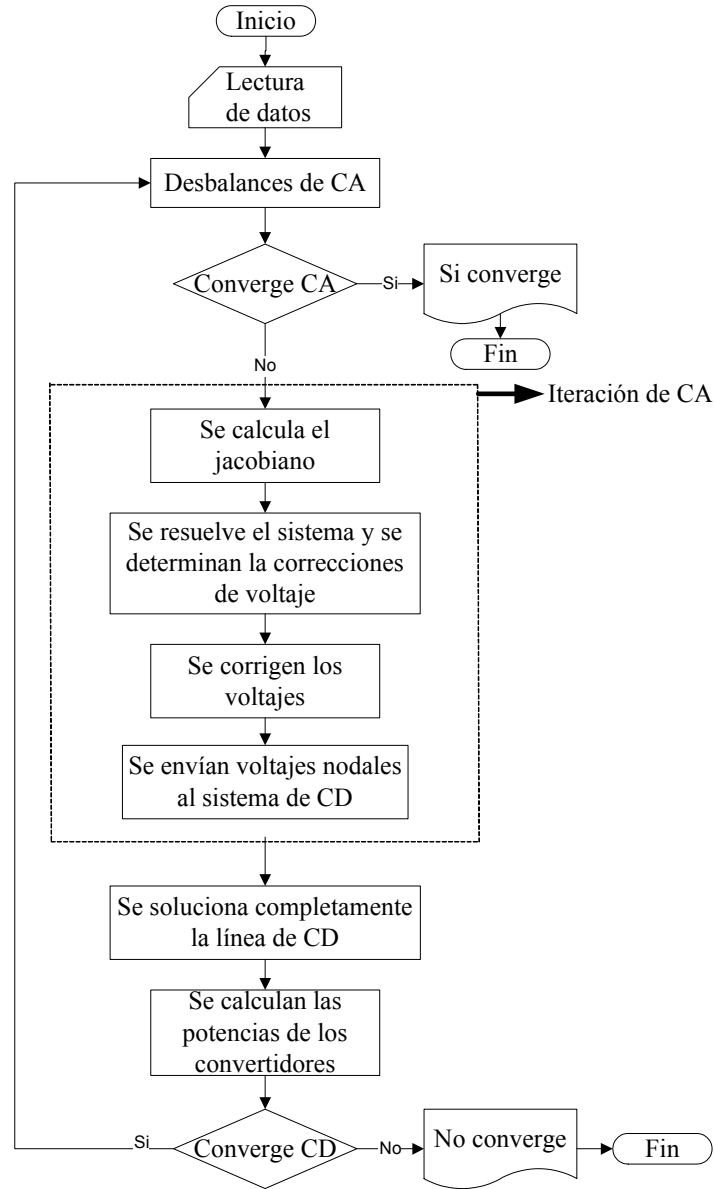 Inicio
Lectura
de datos
Desbalances de CA
Converge CA
Si
Si converge
Fin
No
Iteración de CA
Se calcula el
jacobiano
Se resuelve el sistema y se
determinan la correcciones
de voltaje
Se corrigen los
voltajes
Se envían voltajes nodales
al sistema de CD
Se soluciona completamente
la línea de CD
Se calculan las
potencias de los
convertidores
Si
Converge CD
No
No converge
Fin